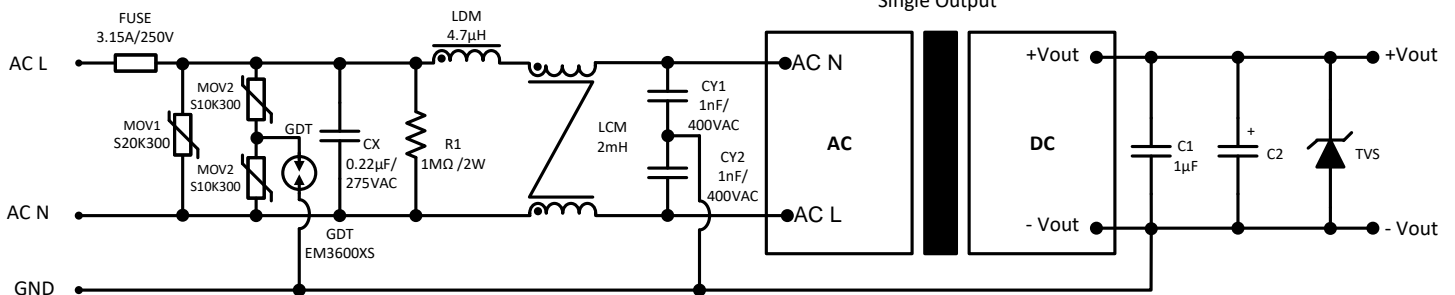 Single Output
FUSE
3.15A/250V
LDM
4.7µH
AC L
MOV2
S10K300
MOV1
S20K300
GDT
MOV2
S10K300
CX
0.22µF/
275VAC
R1
1MΩ /2W
LCM
2mH
CY1
1nF/
400VAC
CY2
1nF/
400VAC
AC N
AC
AC L
+Vout
DC
- Vout
C1
1µF
+
C2
TVS
+Vout
- Vout
AC N
GDT
EM3600XS
GND